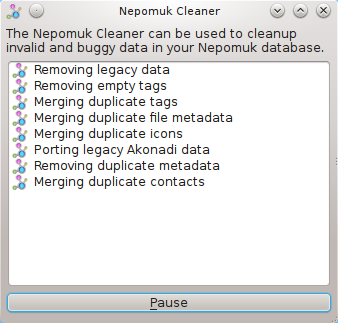 Nepomuk Cleaner
The Nepomuk Cleaner can be used to cleanup
invalid and buggy data in your Nepomuk database.
Removing legacy data
Removing empty tags
Merging duplicate tags
Merging duplicate file metadata
Merging duplicate icons
Porting legacy Akonadi data
Removing duplicate metadata
Merging duplicate contacts
Pause